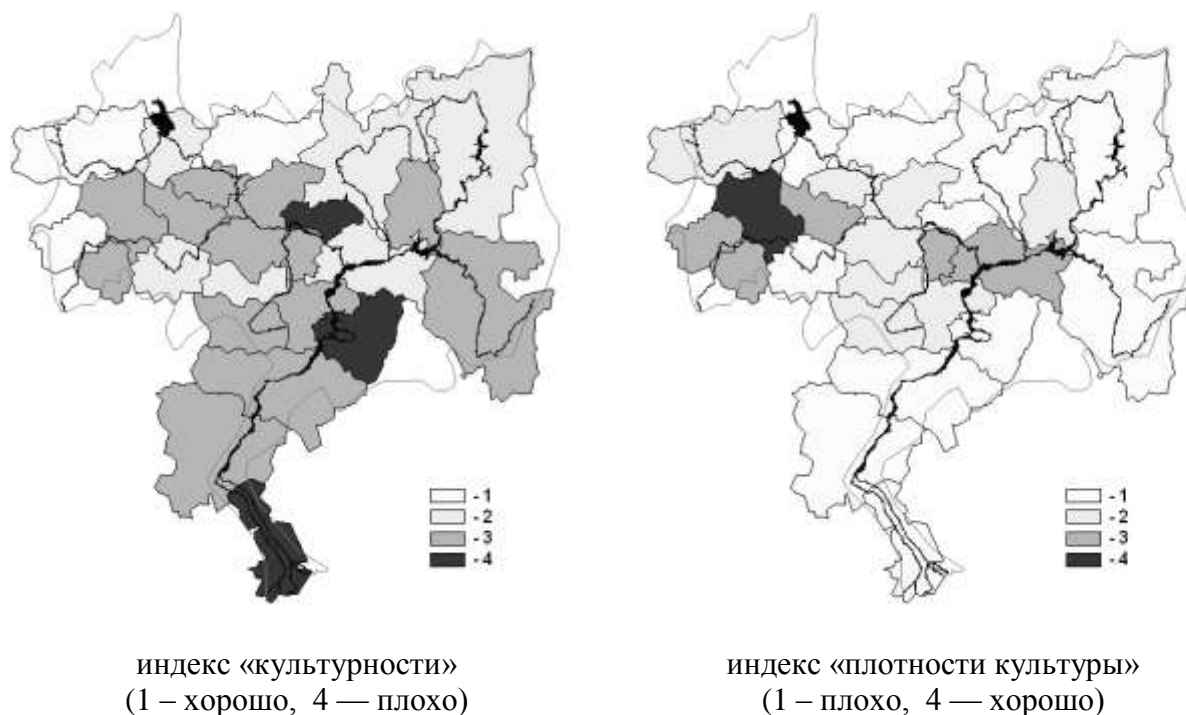 - 1
- 2
- 3
- 4
- 1
- 2
- 3
- 4
индекс «культурности»
(1 – хорошо, 4 — плохо)
индекс «плотности культуры»
(1 – плохо, 4 — хорошо)